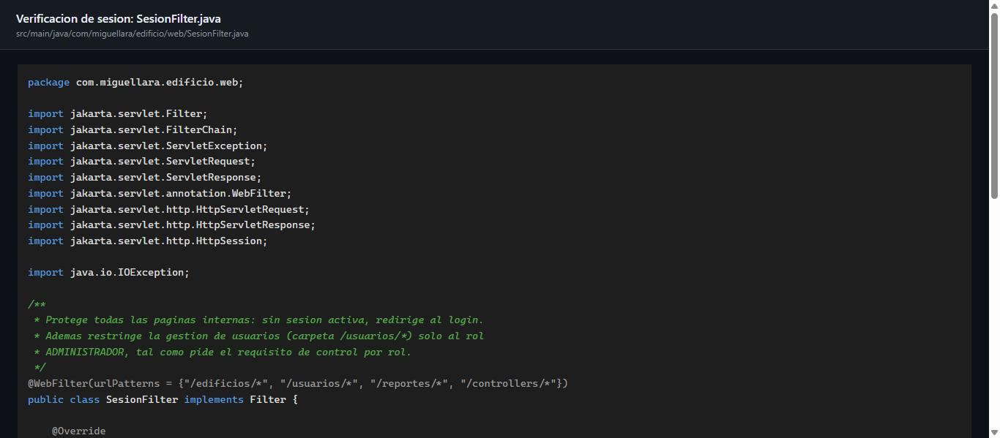 Verificacion de sesion: SesionFilter.java
src/main/java/com/miguellara/edificio/web/SesionFilter.java
package com.miguellara.edificio.web;
import jakarta.servlet.Filter;
import jakarta.servlet.FilterChain;
import jakarta.servlet.ServletException;
import jakarta.servlet.ServletRequest;
import jakarta.servlet.ServletResponse;
import jakarta.servlet.annotation.WebFilter;
import jakarta.servlet.http.HttpServletRequest;
import jakarta.servlet.http.HttpServletResponse;
import jakarta.servlet.http.HttpSession;
import java.io.IOException;
/**
 * Protege todas las paginas internas: sin sesion activa, redirige al login.
 * Ademas restringe la gestion de usuarios (carpeta /usuarios/*) solo al rol
 * ADMINISTRADOR, tal como pide el requisito de control por rol.
 */
@WebFilter(urlPatterns = {"/edificios/*", "/usuarios/*", "/reportes/*", "/controllers/*"})
public class SesionFilter implements Filter {
    @Override